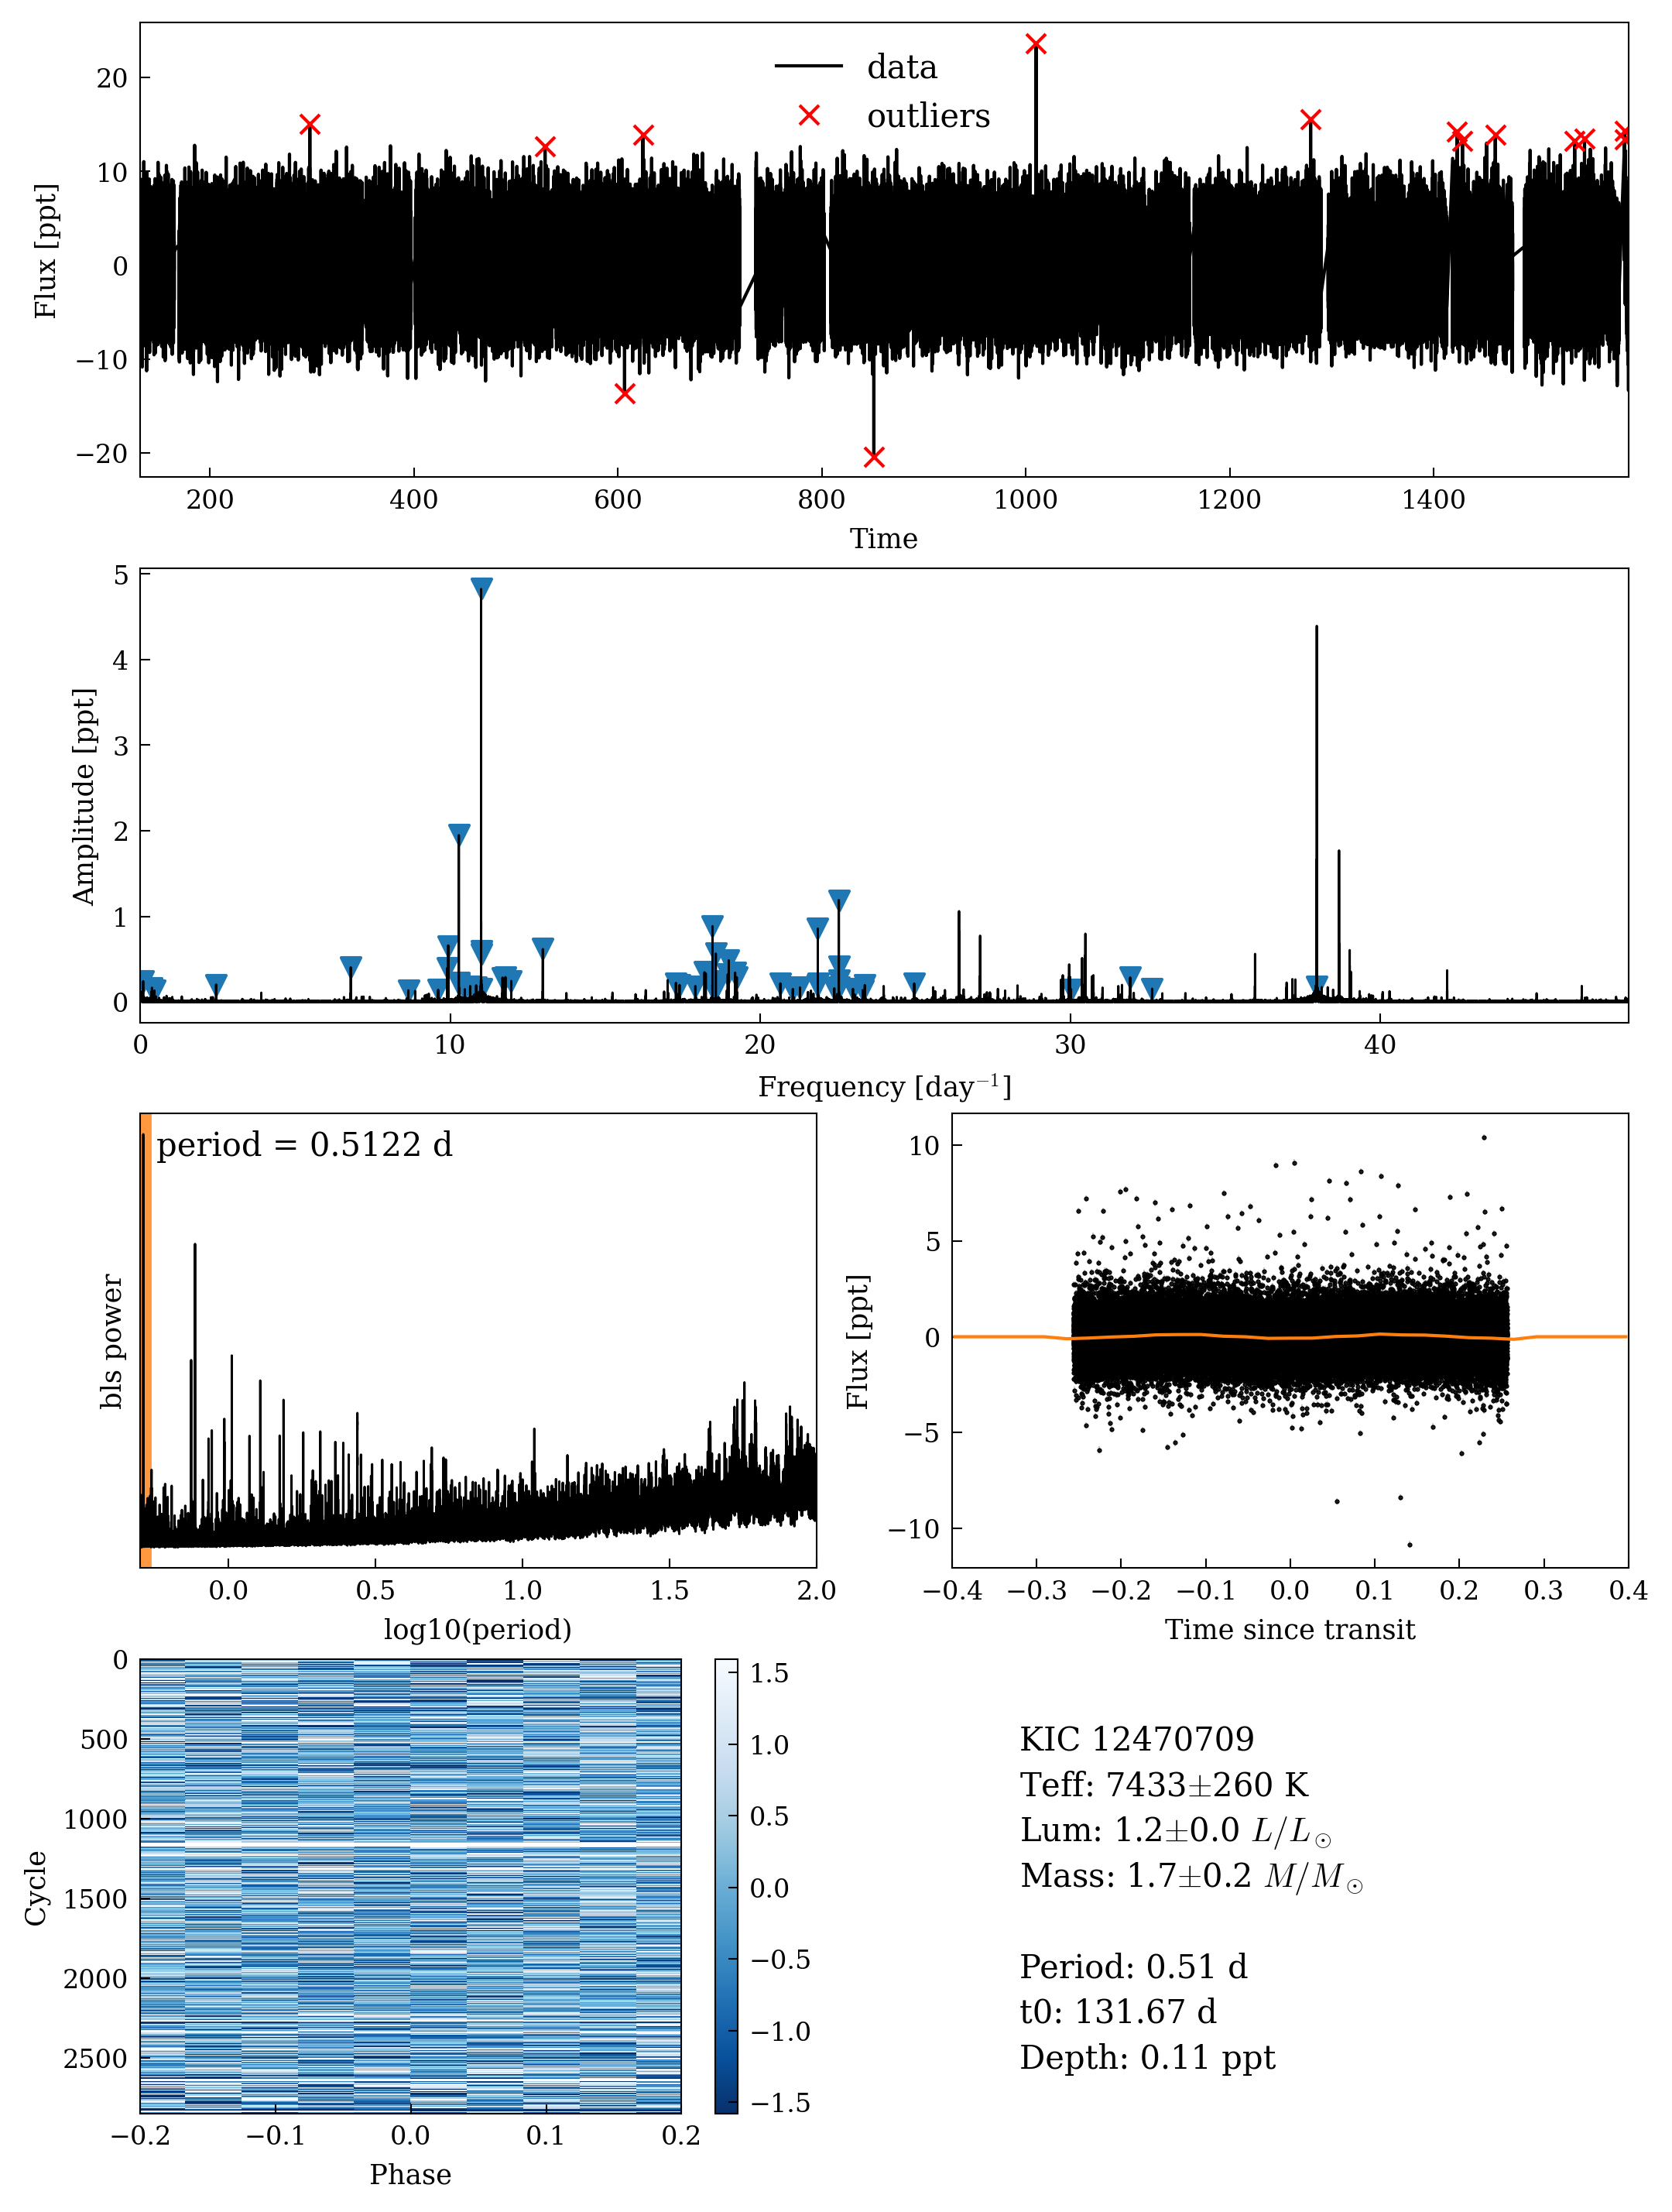 20
10
0
−10
−20
Flux [ppt]
data
outliers
200 400 600 800 1000 1200 1400
Time
5
4
3
2
1
0
Amplitude [ppt]
0 10 20 30 40
Frequency [day⁻¹]
period = 0.5122 d
bls power
0.0 0.5 1.0 1.5 2.0
log10(period)
10
5
0
−5
−10
Flux [ppt]
−0.4 −0.3 −0.2 −0.1 0.0 0.1 0.2 0.3 0.4
Time since transit
0
500
1000
1500
2000
2500
Cycle
−0.2 −0.1 0.0 0.1 0.2
Phase
1.5
1.0
0.5
0.0
−0.5
−1.0
−1.5
KIC 12470709
Teff: 7433±260 K
Lum: 1.2±0.0 L/L⊙
Mass: 1.7±0.2 M/M⊙
Period: 0.51 d
t0: 131.67 d
Depth: 0.11 ppt